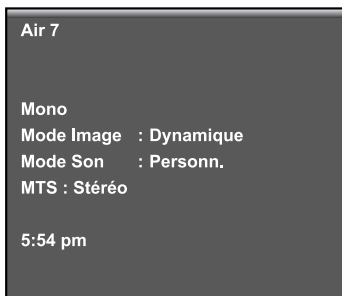 Air 7
Mono
Mode Image : Dynamique
Mode Son : Personn.
MTS : Stéréo
5:54 pm